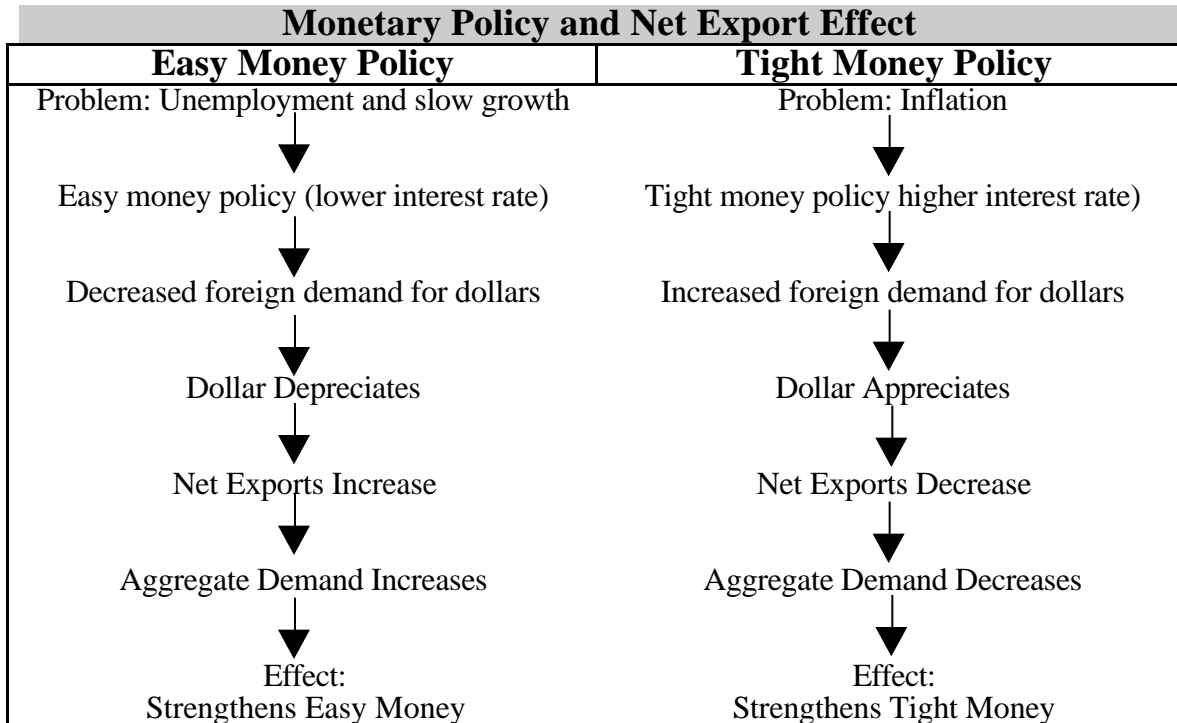 Monetary Policy and Net Export Effect
Easy Money Policy
Problem: Unemployment and slow growth
Easy money policy (lower interest rate)
Decreased foreign demand for dollars
Dollar Depreciates
Net Exports Increase
Aggregate Demand Increases
Effect:
Strengthens Easy Money
Tight Money Policy
Problem: Inflation
Tight money policy higher interest rate)
Increased foreign demand for dollars
Dollar Appreciates
Net Exports Decrease
Aggregate Demand Decreases
Effect:
Strengthens Tight Money